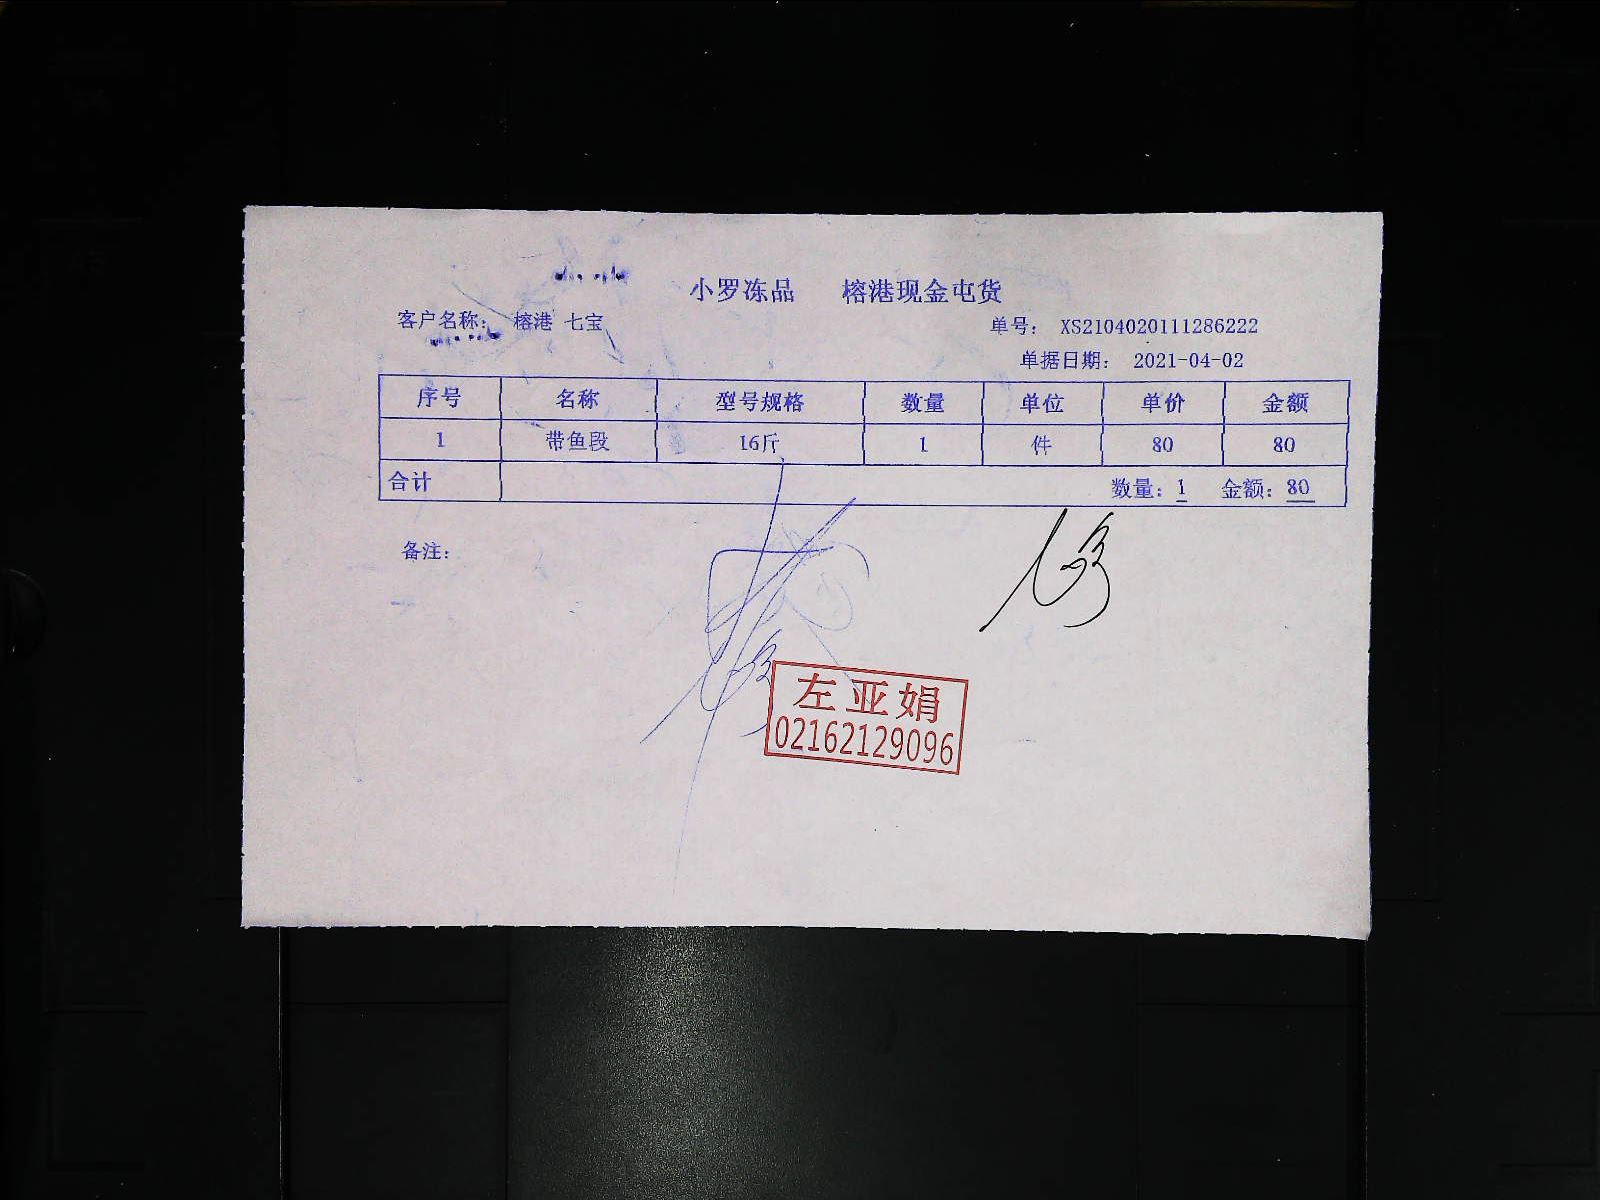 小罗冻品 榕港现金屯货
客户名称： 榕港 七宝
单号： XS2104020111286222
单据日期： 2021-04-02
序号 名称 型号规格 数量 单位 单价 金额
1 带鱼段 16斤 1 件 80 80
合计 数量：1 金额：80
备注：
左亚娟
02162129096